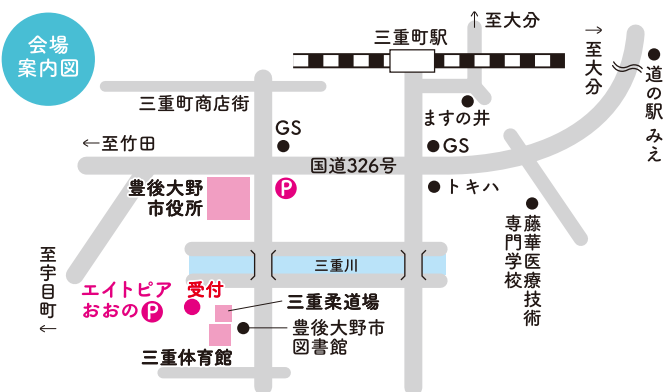 会場
案内図
三重町駅
↑至大分
→至大分
道の駅 みえ
三重町商店街
ますの井
GS
←至竹田
GS
国道326号
豊後大野
市役所
P
トキハ
藤華医療技術
専門学校
至宇目町←
三重川
エイトピア
おおの P
受付
三重柔道場
豊後大野市
図書館
三重体育館